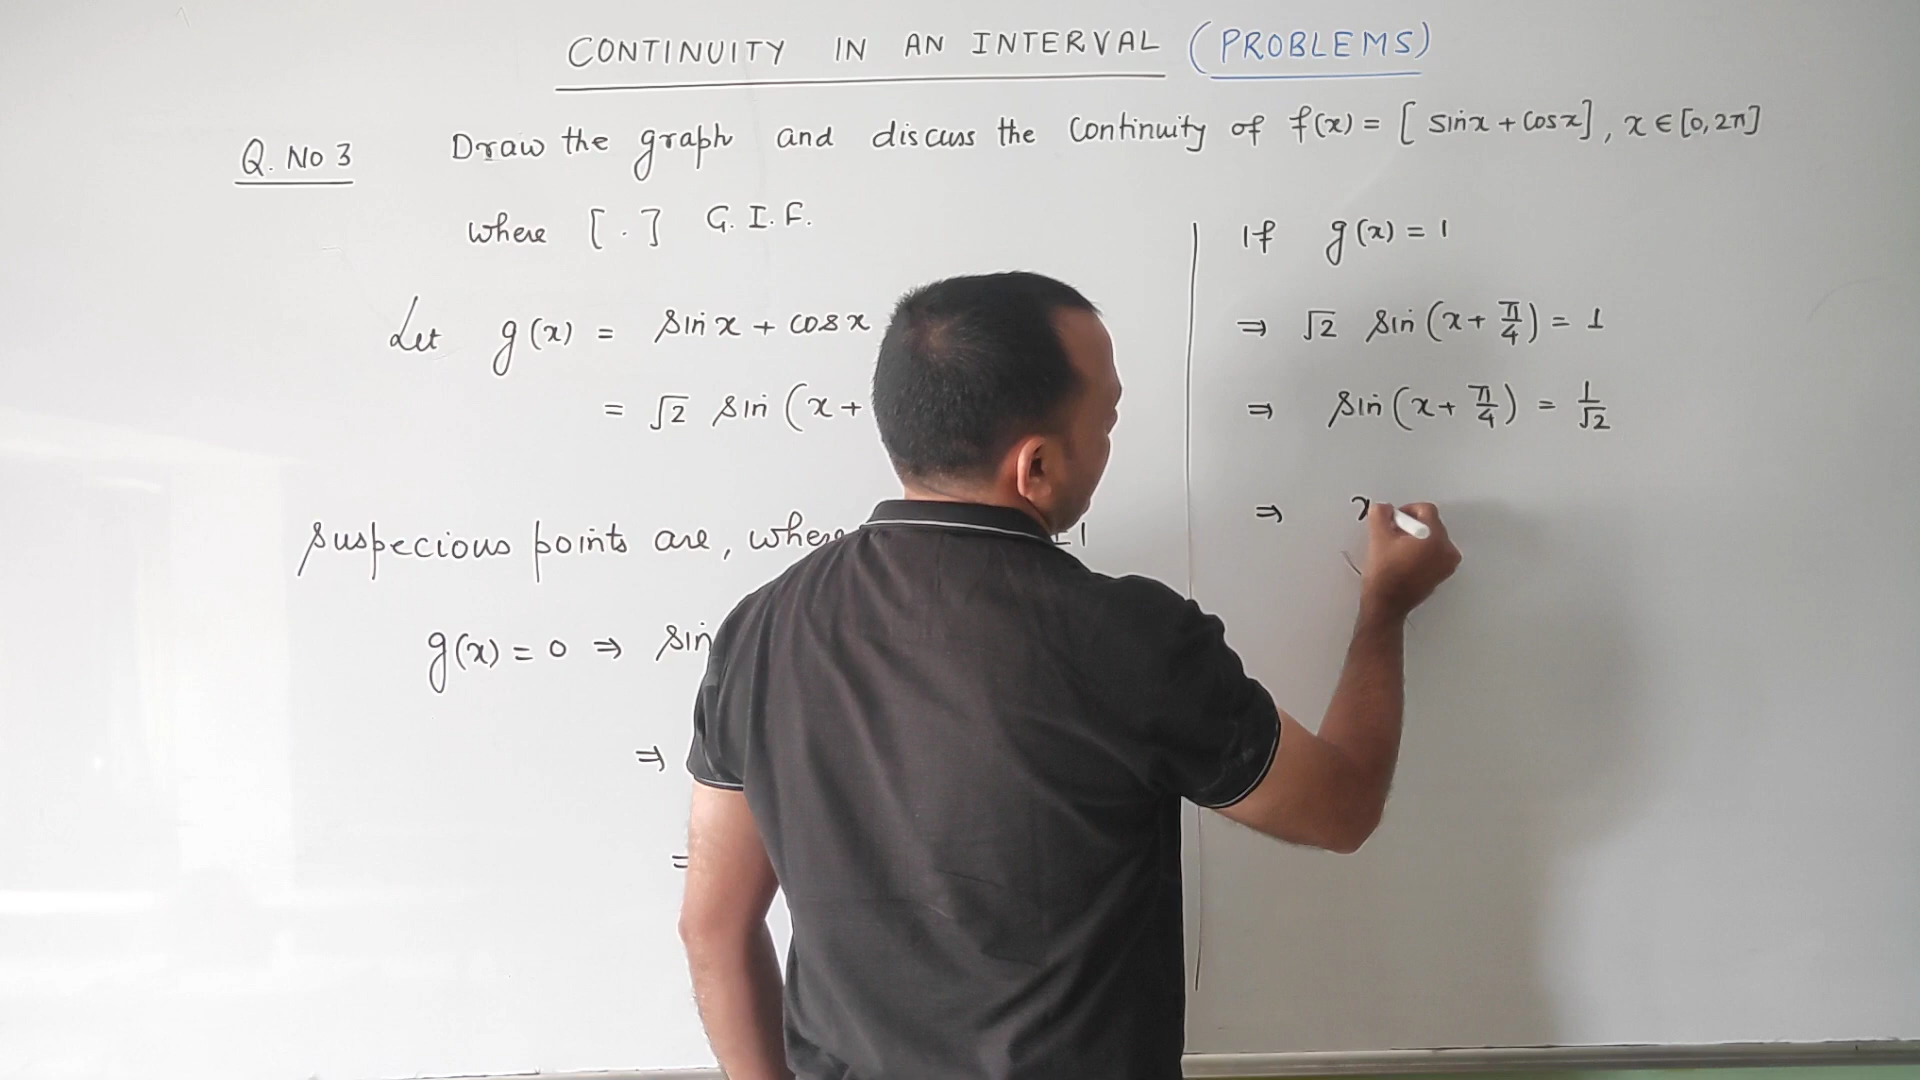 CONTINUITY IN AN INTERVAL (PROBLEMS)
Q. No 3 Draw the graph and discuss the Continuity of f(x) = [ sinx + cosx ] , x ∈ [0, 2π]
where [ . ] G. I. F.
Let g(x) = sin x + cos x
= √2 sin ( x +
suspecious points are, where = 1
g(x) = 0 ⇒ sin
⇒
=
If g(x) = 1
⇒ √2 sin ( x + π/4 ) = 1
⇒ sin ( x + π/4 ) = 1/√2
⇒ x